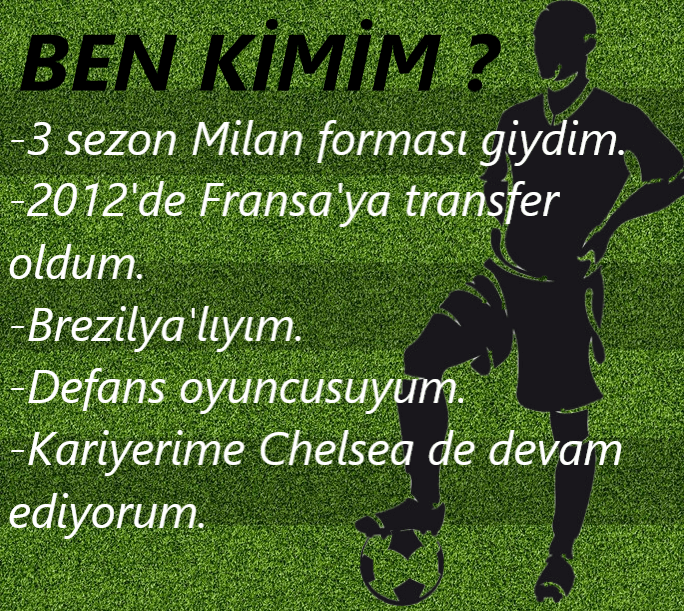 BEN KİMİM ?
-3 sezon Milan forması giydim.
-2012'de Fransa'ya transfer
oldum.
-Brezilya'lıyım.
-Defans oyuncusuyum.
-Kariyerime Chelsea de devam
ediyorum.